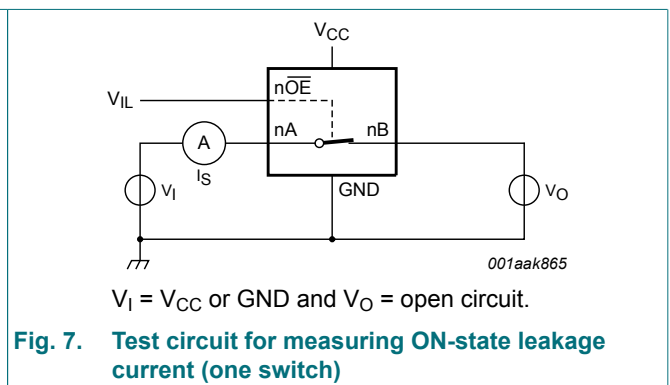 VCC
nOE
VIL
nA
nB
A
IS
VI
GND
VO
001aak865
VI = VCC or GND and VO = open circuit.
Fig. 7. Test circuit for measuring ON-state leakage
current (one switch)